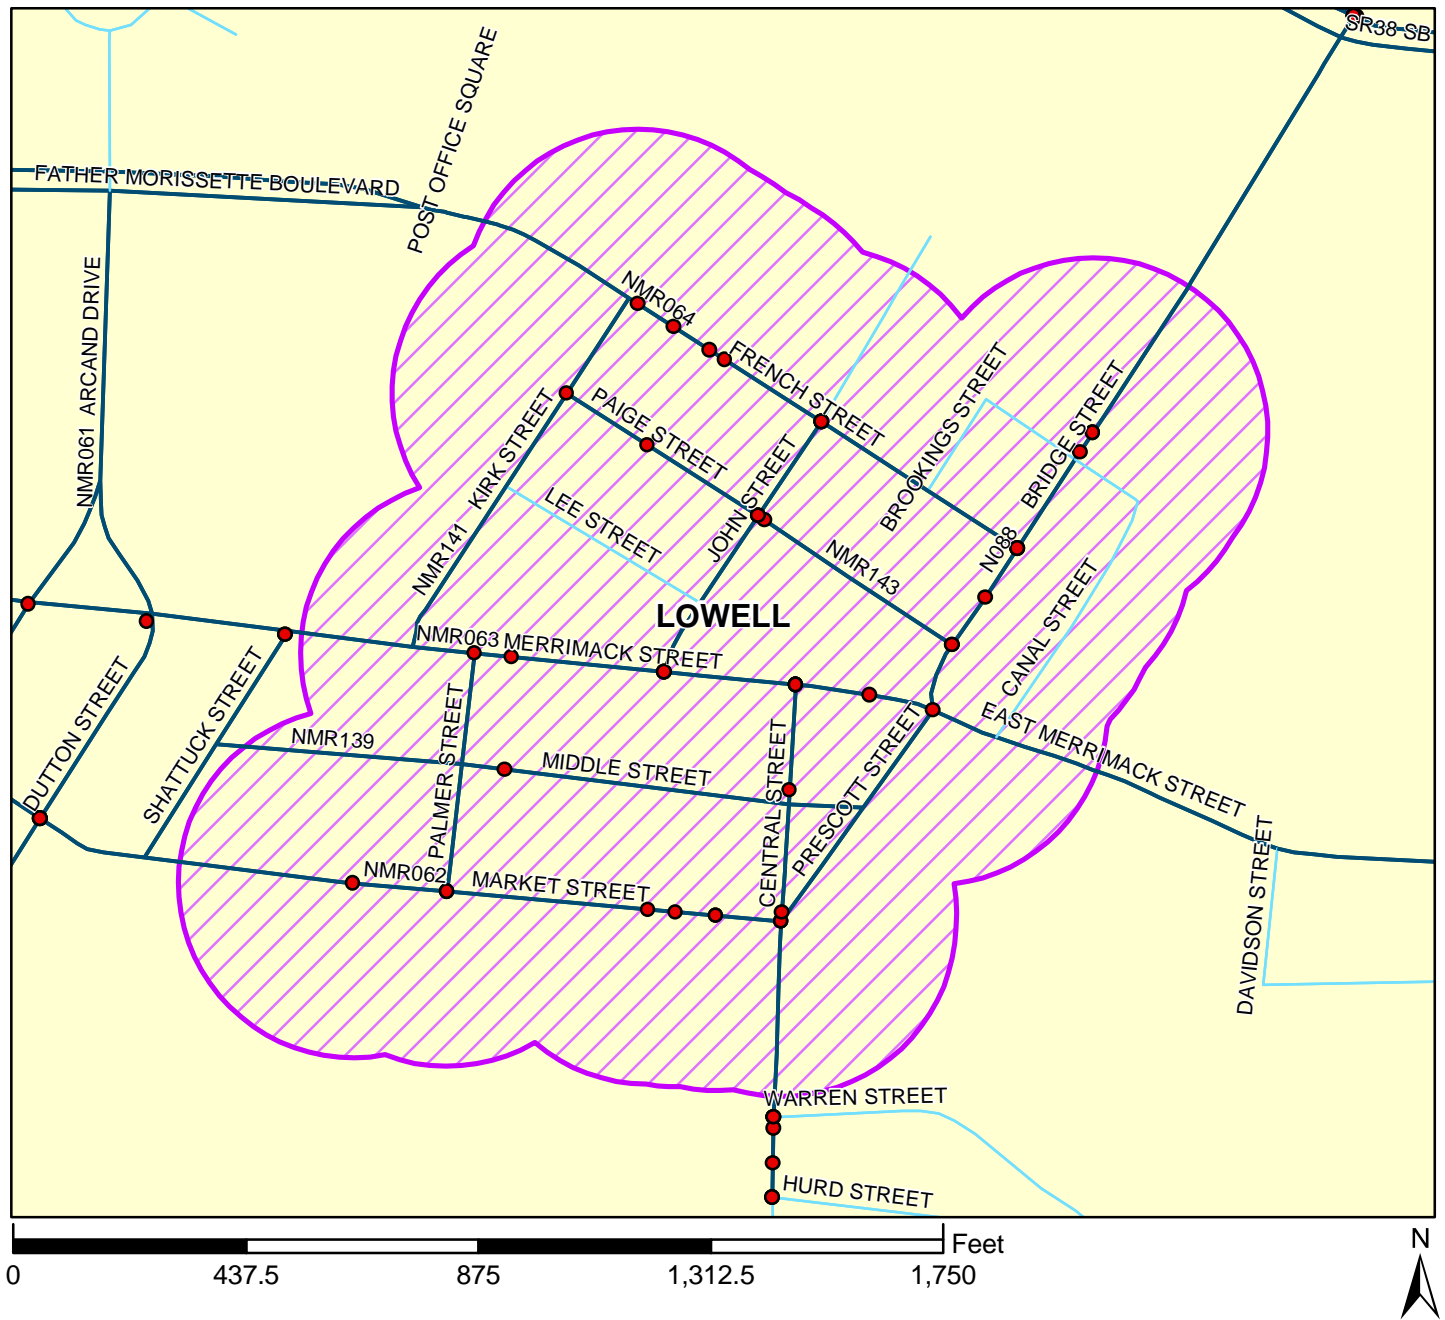 SR38 SB
POST OFFICE SQUARE
FATHER MORISSETTE BOULEVARD
NMR061 ARCAND DRIVE
NMR064
FRENCH STREET
PAIGE STREET
NMR141 KIRK STREET
LEE STREET
JOHN STREET
NMR143
BROOKINGS STREET
N088
BRIDGE STREET
CANAL STREET
LOWELL
NMR063 MERRIMACK STREET
EAST MERRIMACK STREET
DUTTON STREET
SHATTUCK STREET
NMR139
MIDDLE STREET
PALMER STREET
CENTRAL STREET
PRESCOTT STREET
NMR062
MARKET STREET
DAVIDSON STREET
WARREN STREET
HURD STREET
Feet
0 437.5 875 1,312.5 1,750
N